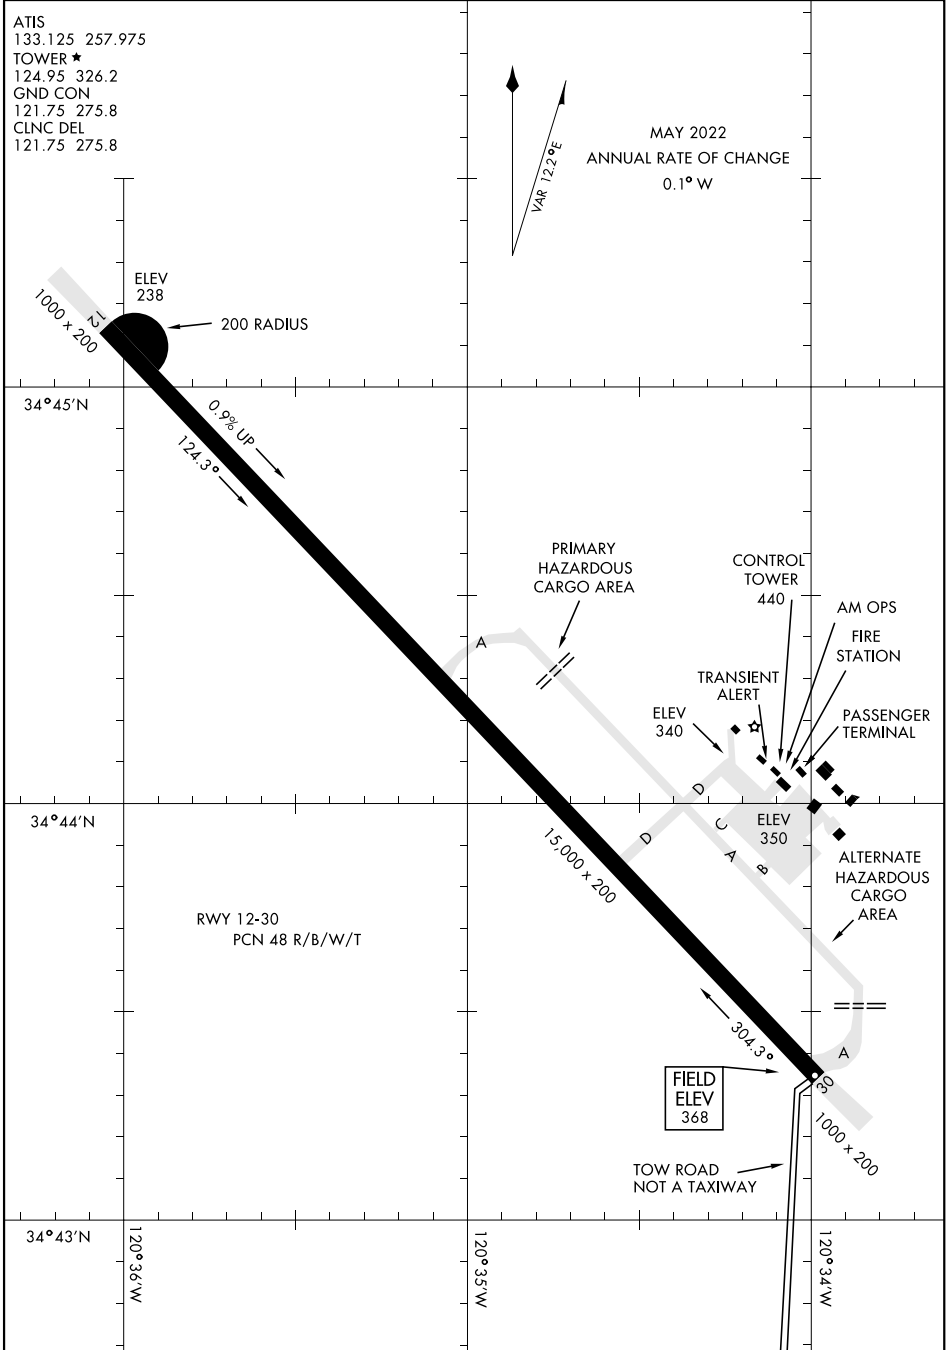 ATIS
133.125 257.975
TOWER ★
124.95 326.2
GND CON
121.75 275.8
CLNC DEL
121.75 275.8
VAR 12.2°E
MAY 2022
ANNUAL RATE OF CHANGE
0.1° W
ELEV
238
200 RADIUS
12
1000 x 200
34°45'N
0.9% UP
124.3°
PRIMARY
HAZARDOUS
CARGO AREA
CONTROL
TOWER
440
AM OPS
FIRE
STATION
A
TRANSIENT
ALERT
ELEV
340
PASSENGER
TERMINAL
D
34°44'N
15,000 x 200
D
C
A
B
ELEV
350
ALTERNATE
HAZARDOUS
CARGO
AREA
RWY 12-30
PCN 48 R/B/W/T
304.3°
A
FIELD
ELEV
368
30
1000 x 200
TOW ROAD
NOT A TAXIWAY
34°43'N
120°36'W
120°35'W
120°34'W